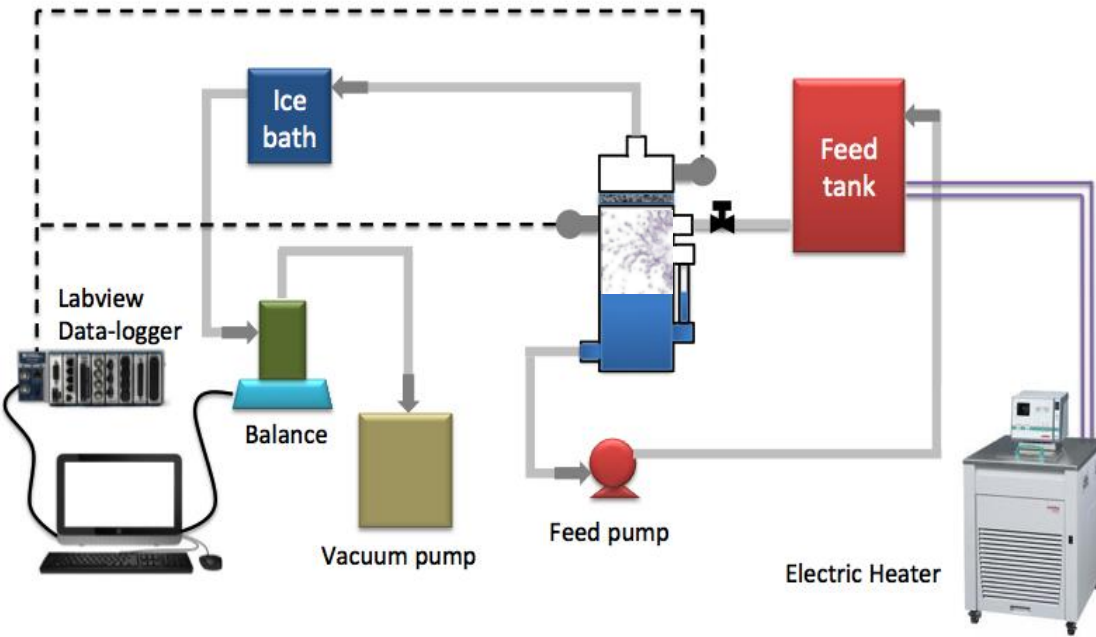 Ice
bath
Feed
tank
Labview
Data-logger
Balance
Vacuum pump
Feed pump
Electric Heater